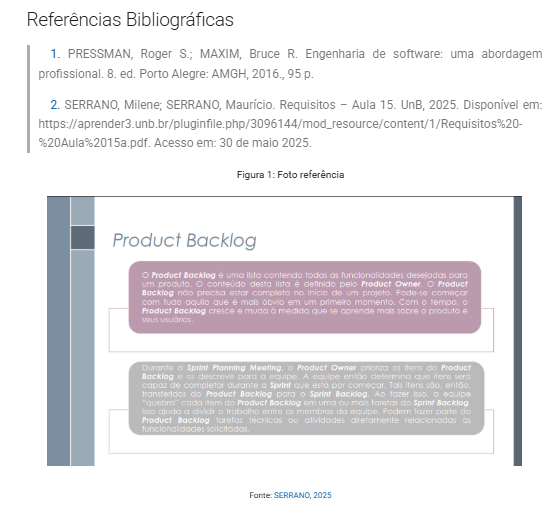 Referências Bibliográficas
1. PRESSMAN, Roger S.; MAXIM, Bruce R. Engenharia de software: uma abordagem
profissional. 8. ed. Porto Alegre: AMGH, 2016., 95 p.
2. SERRANO, Milene; SERRANO, Maurício. Requisitos – Aula 15. UnB, 2025. Disponível em:
https://aprender3.unb.br/pluginfile.php/3096144/mod_resource/content/1/Requisitos%20-
%20Aula%2015a.pdf. Acesso em: 30 de maio 2025.
Figura 1: Foto referência
Product Backlog
O Product Backlog é uma lista contendo todas as funcionalidades desejadas para
um produto. O conteúdo desta lista é definido pelo Product Owner. O Product
Backlog não precisa estar completo no início de um projeto. Pode-se começar
com tudo aquilo que é mais óbvio em um primeiro momento. Com o tempo, o
Product Backlog cresce e muda à medida que se aprende mais sobre o produto e
seus usuários.
Durante o Sprint Planning Meeting, o Product Owner prioriza os itens do Product
Backlog e os descreve para a equipe. A equipe então determina que itens será
capaz de completar durante a Sprint que está por começar. Tais itens são, então,
transferidos do Product Backlog para o Sprint Backlog. Ao fazer isso, a equipe
"quebra" cada item do Product Backlog em uma ou mais tarefas do Sprint Backlog.
Isso ajuda a dividir o trabalho entre os membros da equipe. Podem fazer parte do
Product Backlog tarefas técnicas ou atividades diretamente relacionadas às
funcionalidades solicitadas.
Fonte: SERRANO, 2025